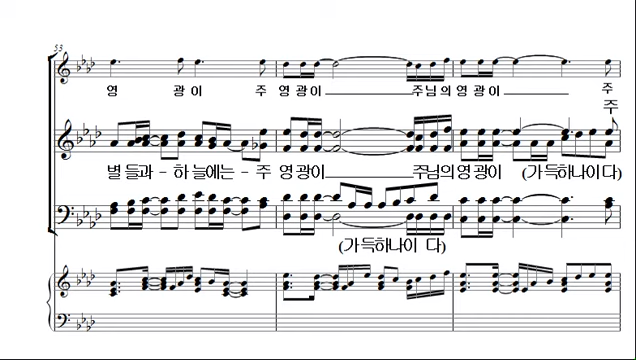 53
영 광이 주 영광이 주님의영광이 주
주
별들과-하늘에는-주 영광이 주님의영광이 (가득하나이다)
(가득하나이 다)